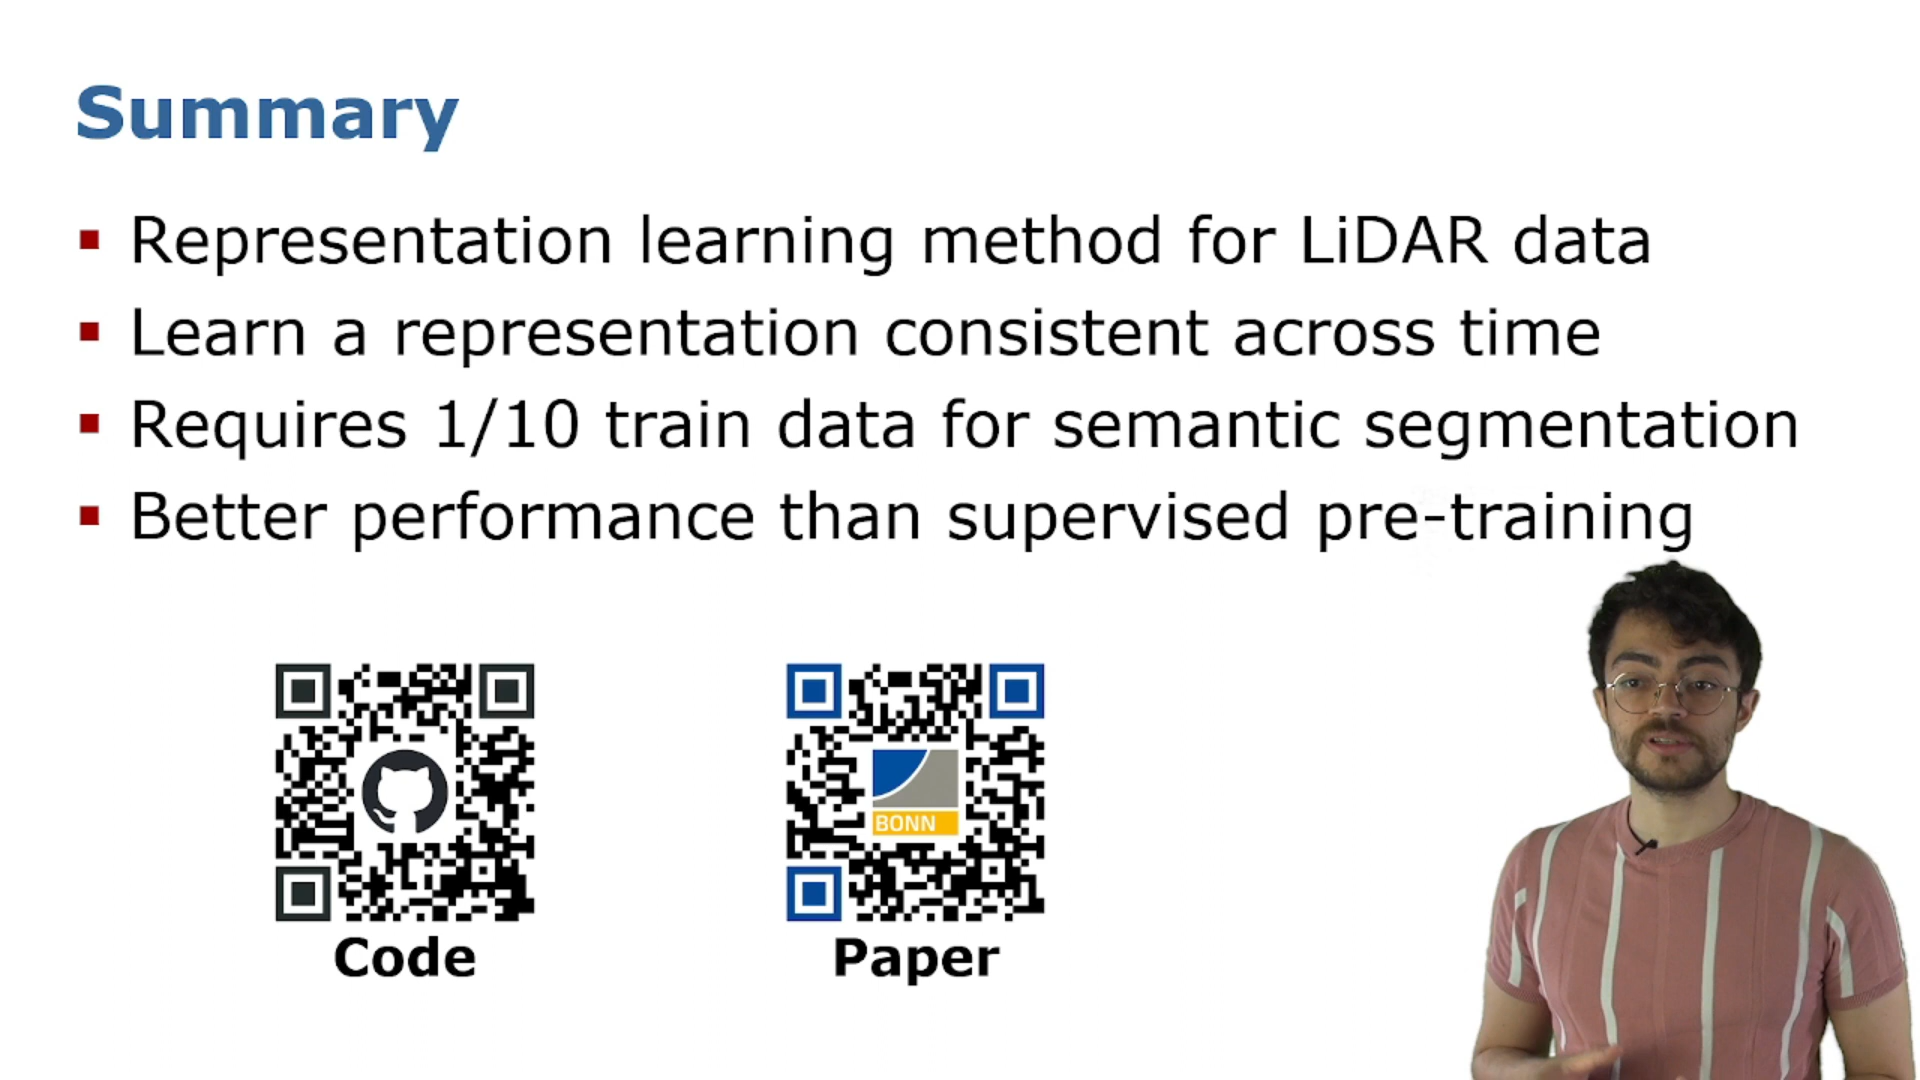 Summary
Representation learning method for LiDAR data
Learn a representation consistent across time
Requires 1/10 train data for semantic segmentation
Better performance than supervised pre-training
BONN
Code
Paper